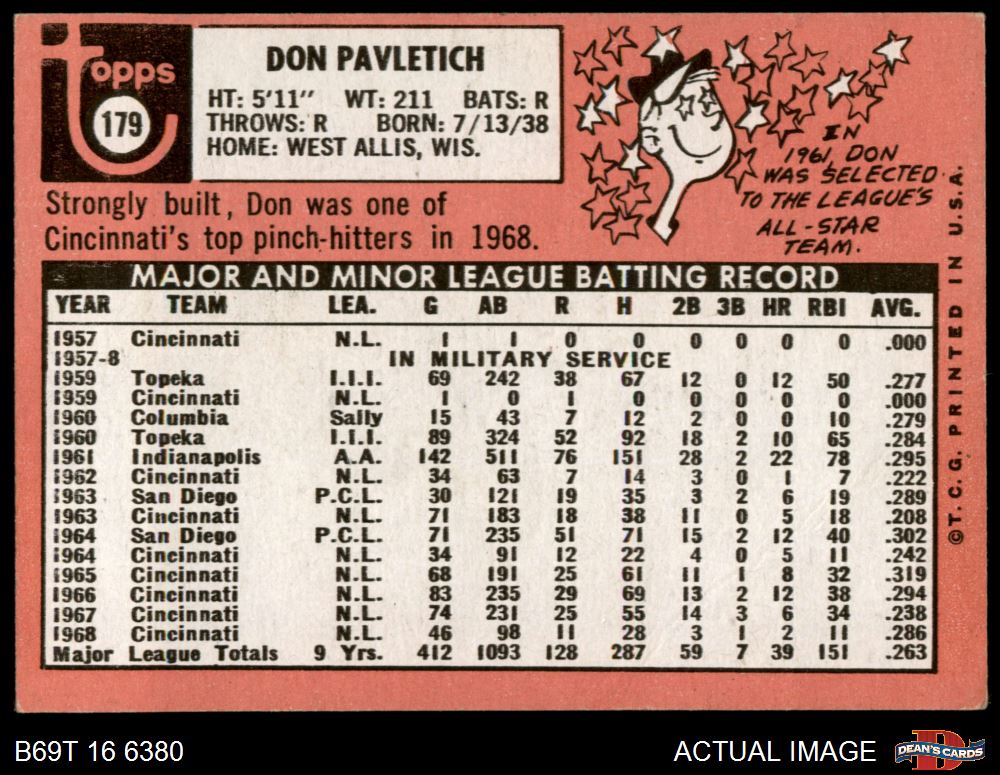 Topps
179
DON PAVLETICH
HT: 5'11" WT: 211 BATS: R
THROWS: R BORN: 7/13/38
HOME: WEST ALLIS, WIS.
Strongly built, Don was one of
Cincinnati's top pinch-hitters in 1968.
IN
1961, DON
WAS SELECTED
TO THE LEAGUE'S
ALL-STAR
TEAM.
MAJOR AND MINOR LEAGUE BATTING RECORD
YEAR TEAM LEA. G AB R H 2B 3B HR RBI AVG.
1957 Cincinnati N.L. 1 1 0 0 0 0 0 0 .000
1957-8 IN MILITARY SERVICE
1959 Topeka I.I.I. 69 242 38 67 12 0 12 50 .277
1959 Cincinnati N.L. 1 0 1 0 0 0 0 0 .000
1960 Columbia Sally 15 43 7 12 2 0 0 10 .279
1960 Topeka I.I.I. 89 324 52 92 18 2 10 65 .284
1961 Indianapolis A.A. 142 511 76 151 28 2 22 78 .295
1962 Cincinnati N.L. 34 63 7 14 3 0 1 7 .222
1963 San Diego P.C.L. 30 121 19 35 3 2 6 19 .289
1963 Cincinnati N.L. 71 183 18 38 11 0 5 18 .208
1964 San Diego P.C.L. 71 235 51 71 15 2 12 40 .302
1964 Cincinnati N.L. 34 91 12 22 4 0 5 11 .242
1965 Cincinnati N.L. 68 191 25 61 11 1 8 32 .319
1966 Cincinnati N.L. 83 235 29 69 13 2 12 38 .294
1967 Cincinnati N.L. 74 231 25 55 14 3 6 34 .238
1968 Cincinnati N.L. 46 98 11 28 3 1 2 11 .286
Major League Totals 9 Yrs. 412 1093 128 287 59 7 39 151 .263
©T.C.G. PRINTED IN U.S.A.
B69T 16 6380
ACTUAL IMAGE
DEAN'S CARDS